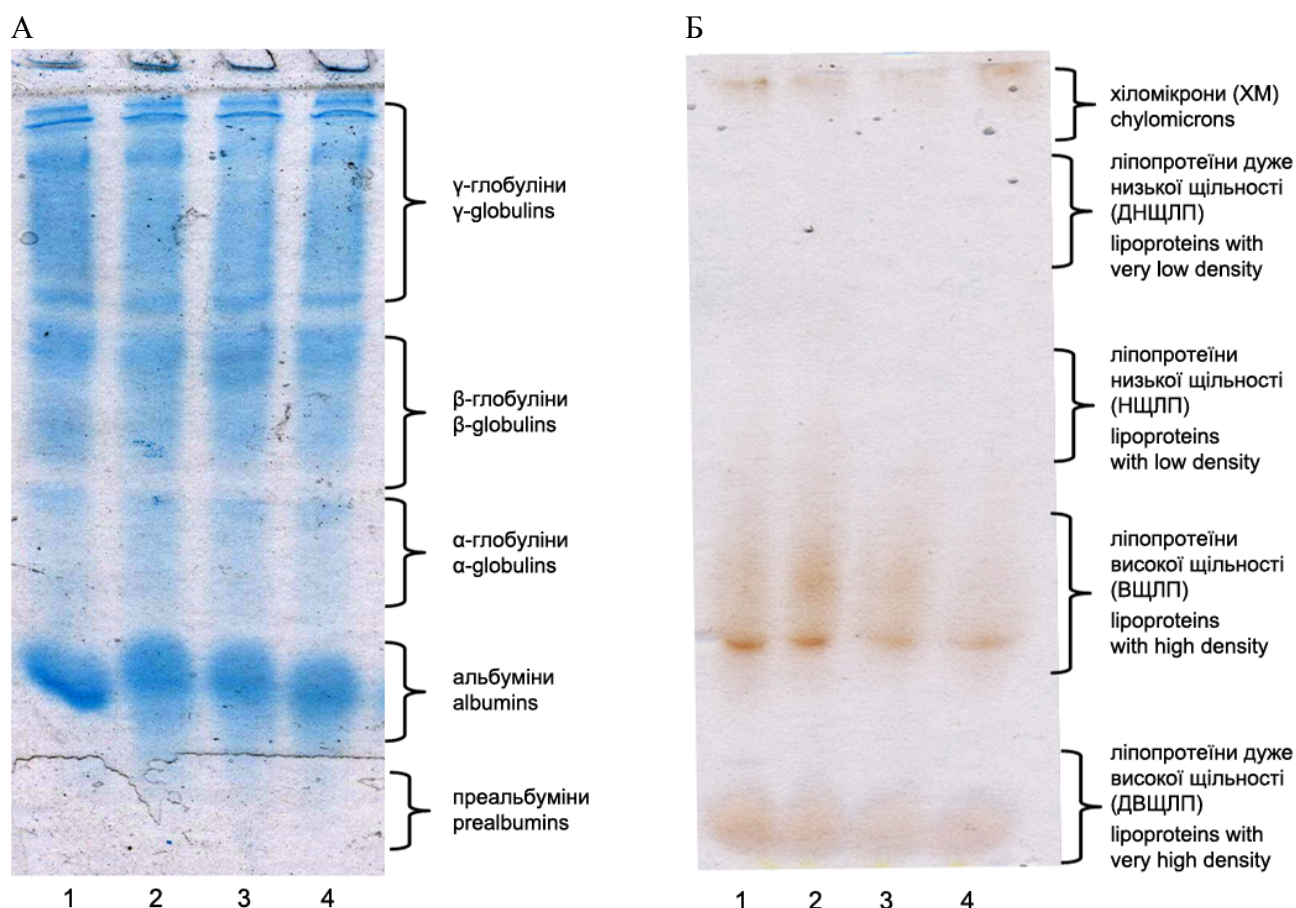 А
γ-глобуліни
γ-globulins
β-глобуліни
β-globulins
α-глобуліни
α-globulins
альбуміни
albumins
преальбуміни
prealbumins
1 2 3 4
Б
хіломікрони (ХМ)
chylomicrons
ліпопротеїни дуже
низької щільності
(ДНЩЛП)
lipoproteins with
very low density
ліпопротеїни
низької щільності
(НЩЛП)
lipoproteins
with low density
ліпопротеїни
високої щільності
(ВЩЛП)
lipoproteins
with high density
ліпопротеїни дуже
високої щільності
(ДВЩЛП)
lipoproteins with
very high density
1 2 3 4